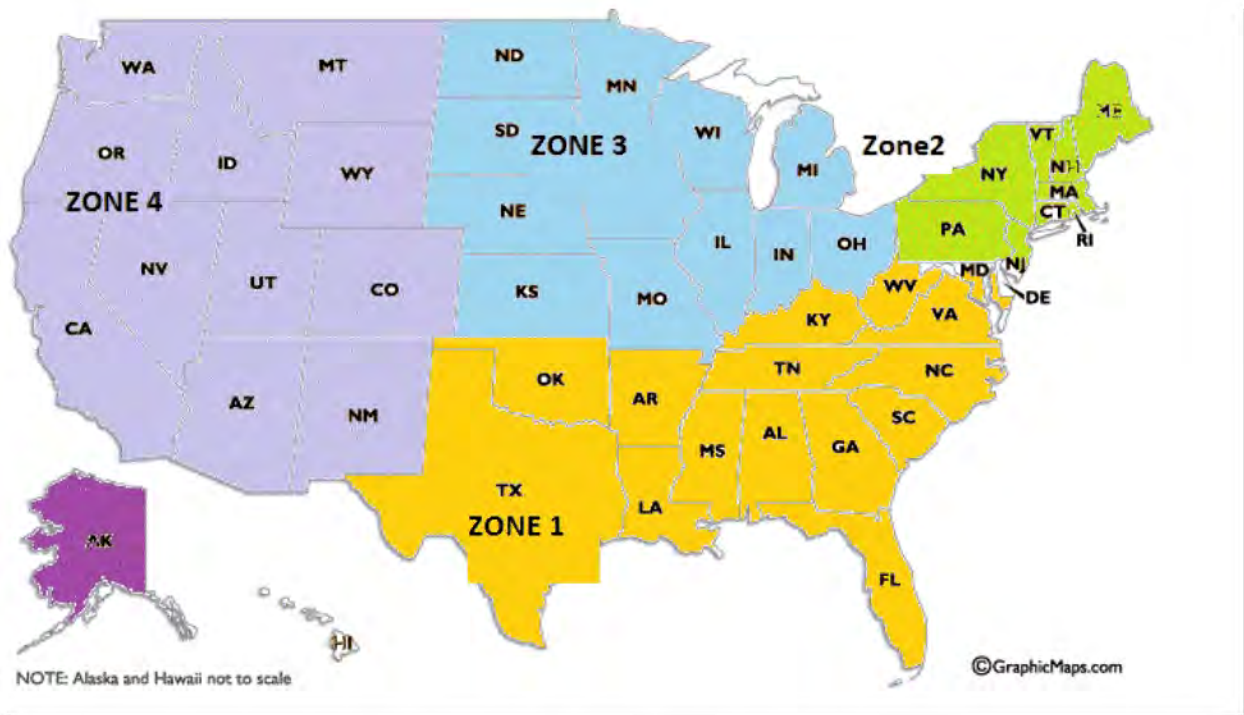 WA
MT
ND
MN
ME
VT
OR
ID
SD
ZONE 3
WI
Zone2
NH
WY
MI
NY
MA
ZONE 4
NE
CT
RI
PA
NV
UT
CO
KS
MO
IL
IN
OH
MD
NJ
DE
WV
CA
KY
VA
TN
NC
OK
AR
AZ
NM
SC
MS
AL
GA
TX
ZONE 1
LA
AK
FL
HI
NOTE: Alaska and Hawaii not to scale
©GraphicMaps.com